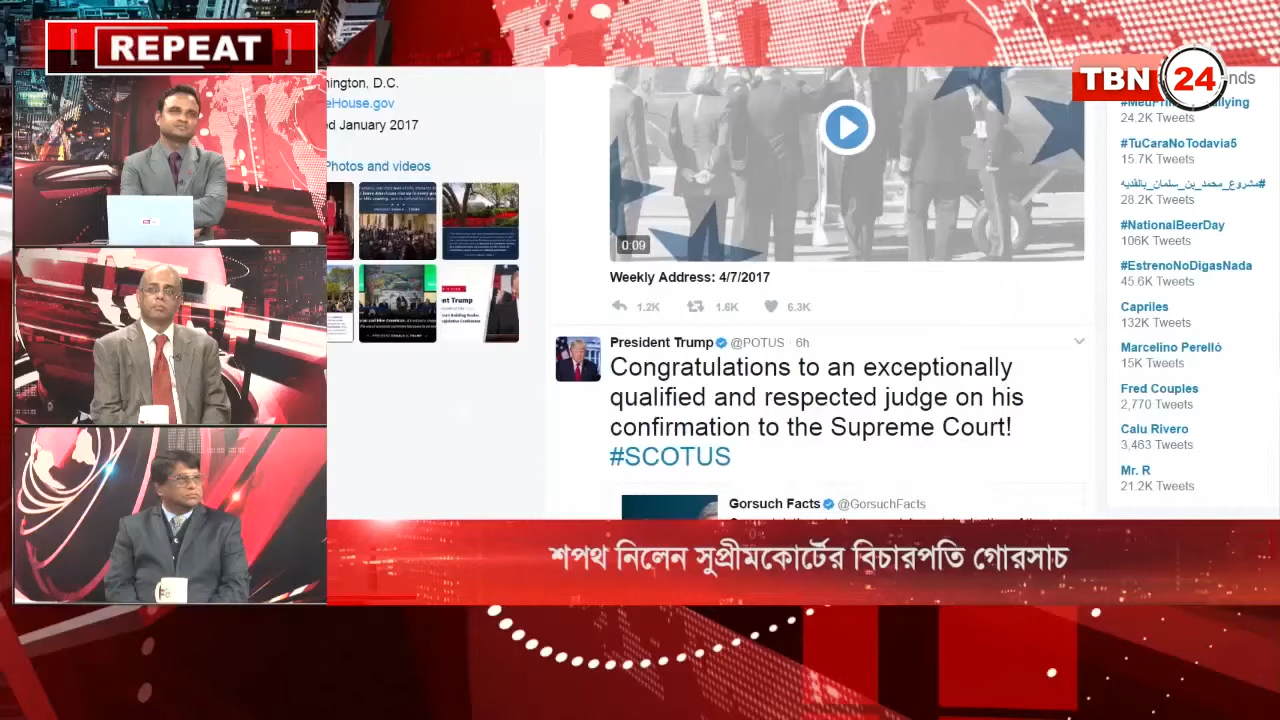 REPEAT
TBN 24
nds
ington, D.C.
eHouse.gov
ed January 2017
Photos and videos
0:09
Weekly Address: 4/7/2017
1.2K 1.6K 6.3K
President Trump @POTUS · 6h
Congratulations to an exceptionally
qualified and respected judge on his
confirmation to the Supreme Court!
#SCOTUS
Gorsuch Facts @GorsuchFacts
24.2K Tweets
#TuCaraNoTodavia5
15.7K Tweets
#مشروع_محمد_بن_سلمان_بالقديه
28.2K Tweets
#NationalBeerDay
106K Tweets
#EstrenoNoDigasNada
45.6K Tweets
Capriles
132K Tweets
Marcelino Perelló
15K Tweets
Fred Couples
2,770 Tweets
Calu Rivero
3,463 Tweets
Mr. R
21.2K Tweets
শপথ নিলেন সুপ্রীমকোর্টের বিচারপতি গোরসাচ